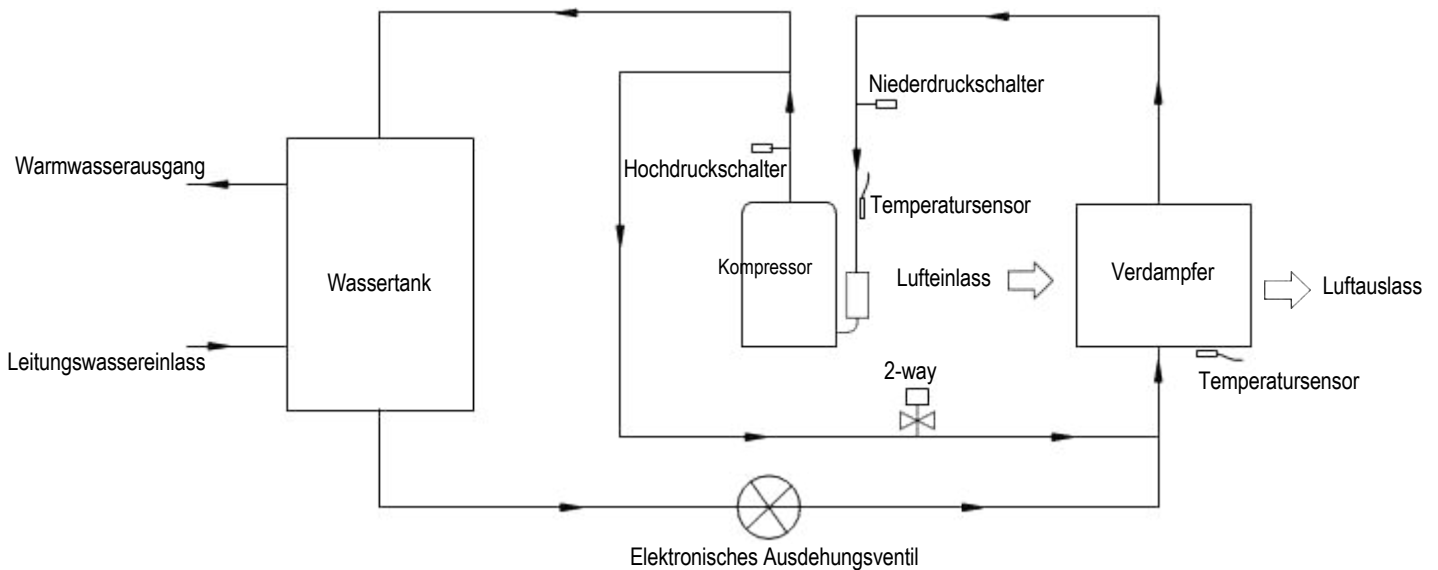 Niederdruckschalter
Warmwasserausgang
Hochdruckschalter
Temperatursensor
Kompressor
Wassertank
Lufteinlass
Verdampfer
Luftauslass
Leitungswassereinlass
2-way
Temperatursensor
Elektronisches Ausdehungsventil